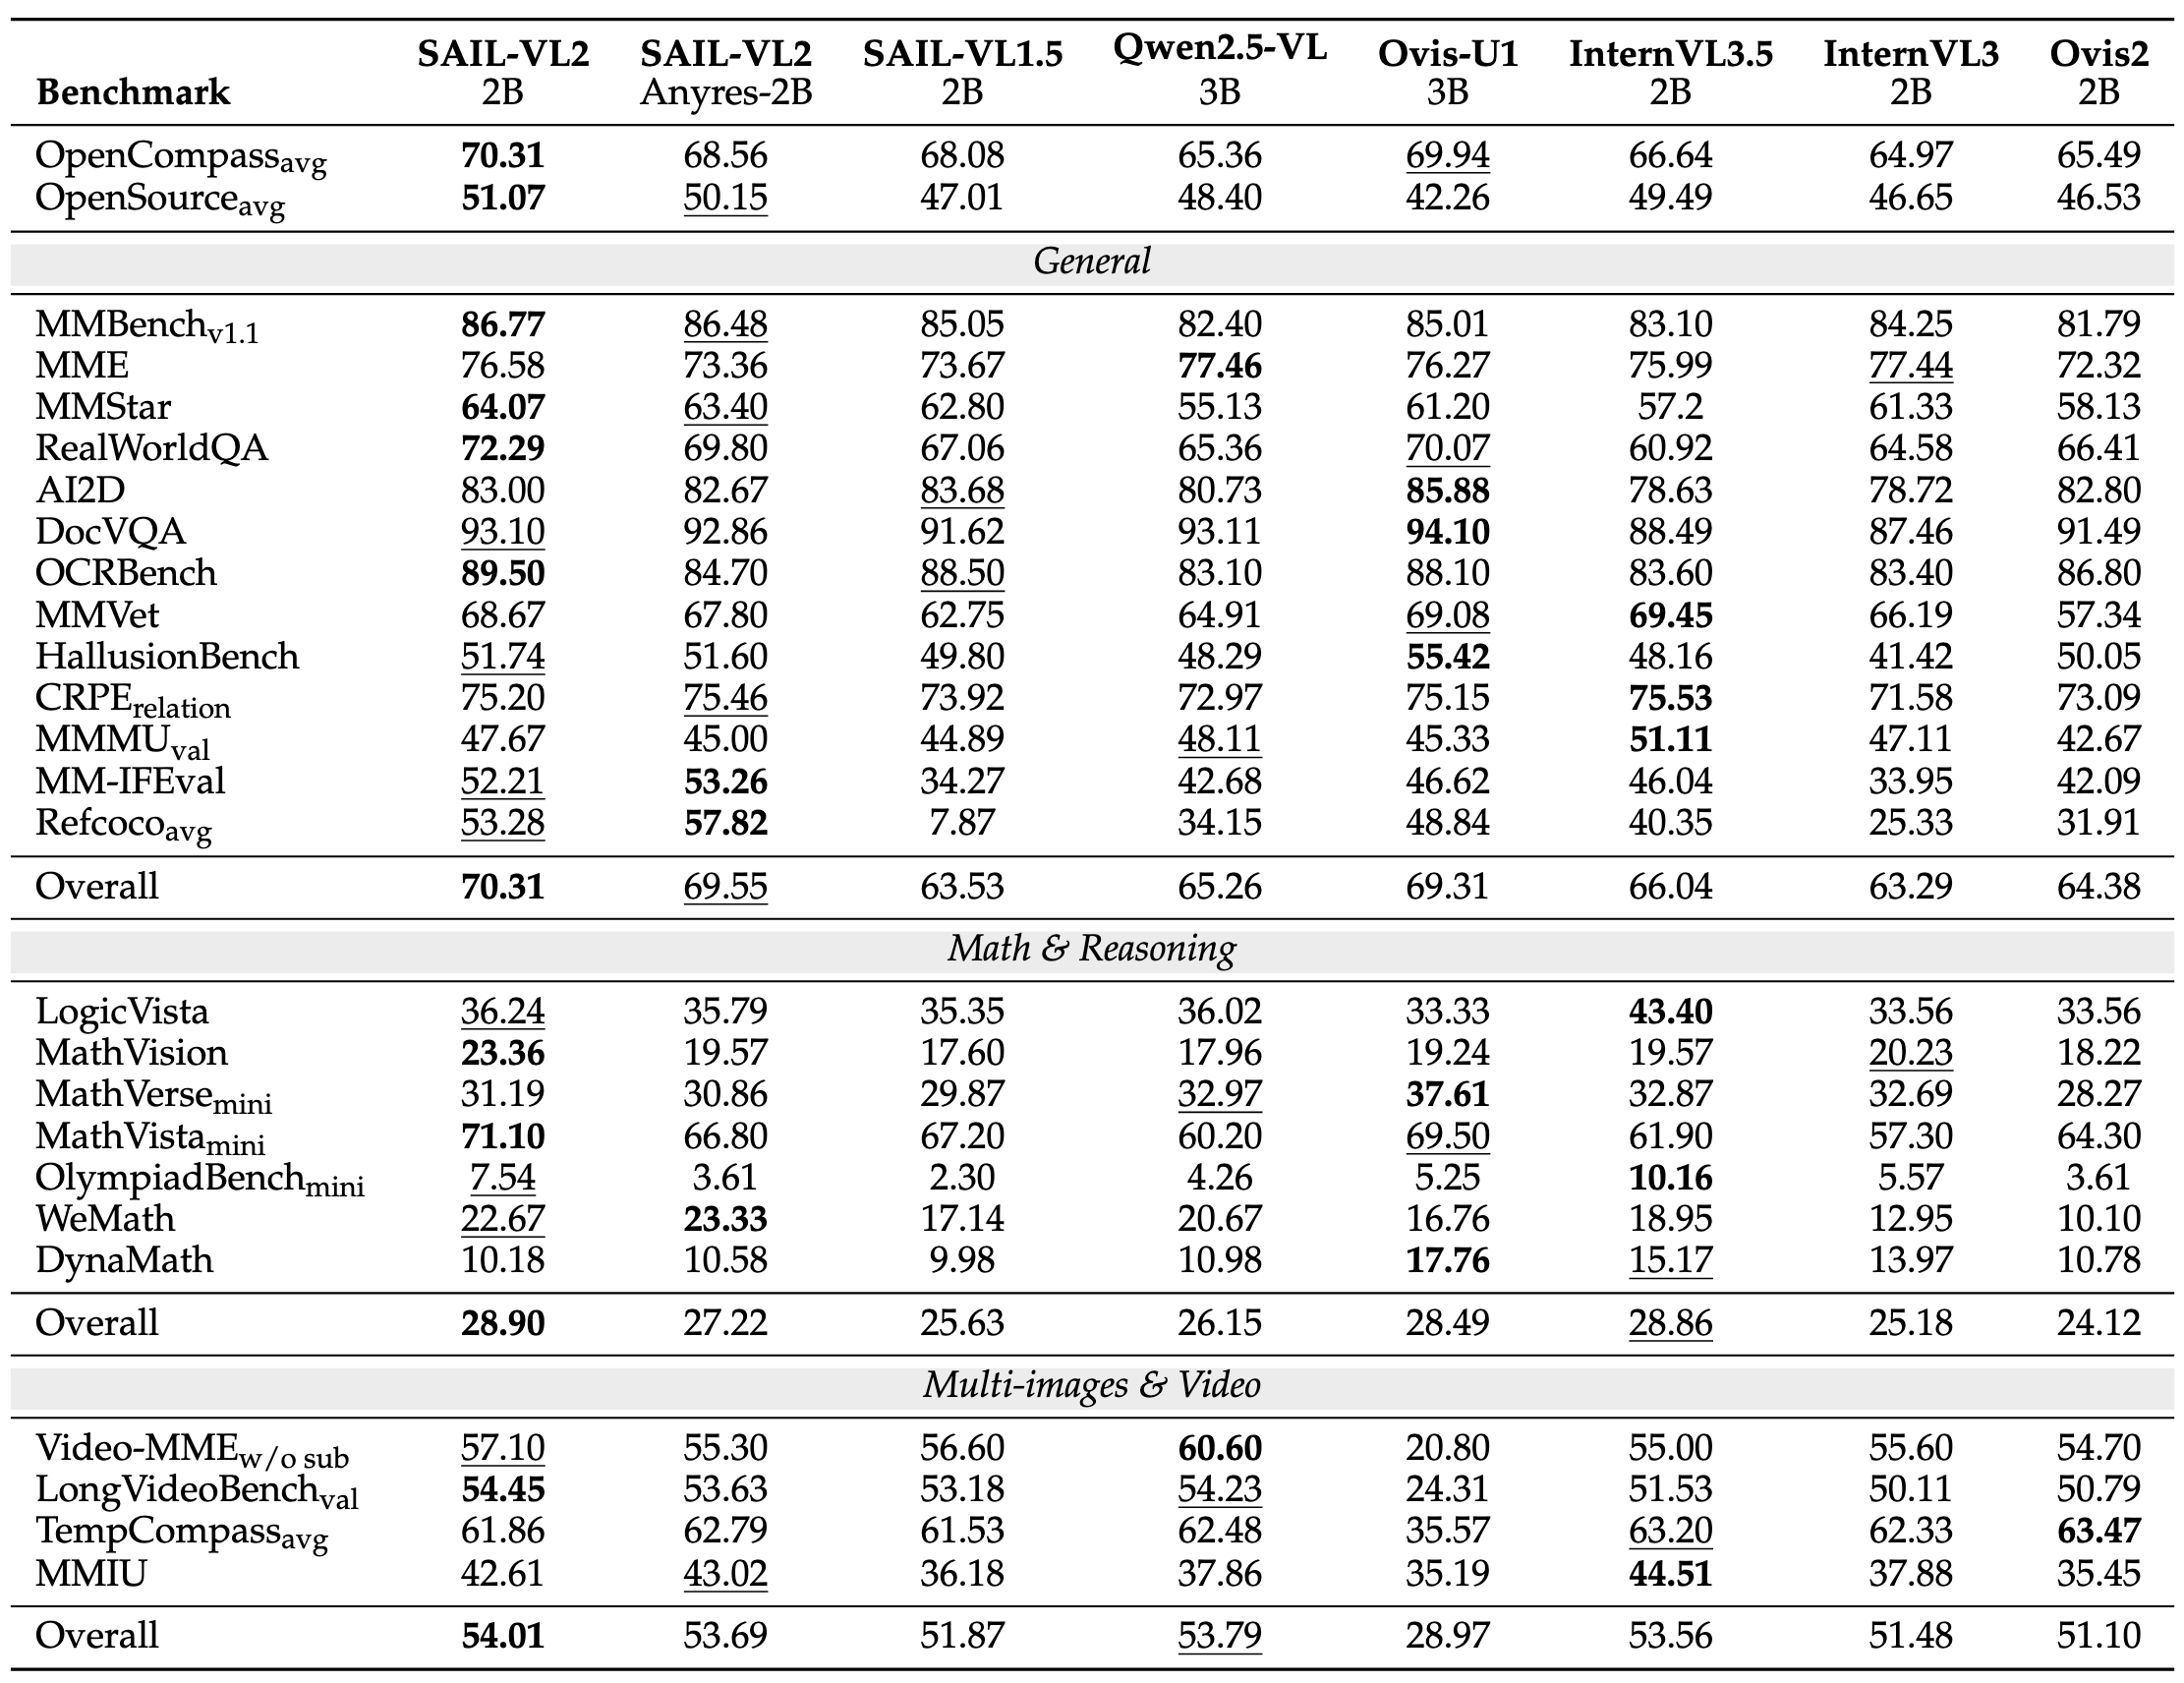 SAIL-VL2 SAIL-VL2 SAIL-VL1.5 Qwen2.5-VL Ovis-U1 InternVL3.5 InternVL3 Ovis2
Benchmark 2B Anyres-2B 2B 3B 3B 2B 2B 2B
OpenCompassavg 70.31 68.56 68.08 65.36 69.94 66.64 64.97 65.49
OpenSourceavg 51.07 50.15 47.01 48.40 42.26 49.49 46.65 46.53
General
MMBenchv1.1 86.77 86.48 85.05 82.40 85.01 83.10 84.25 81.79
MME 76.58 73.36 73.67 77.46 76.27 75.99 77.44 72.32
MMStar 64.07 63.40 62.80 55.13 61.20 57.2 61.33 58.13
RealWorldQA 72.29 69.80 67.06 65.36 70.07 60.92 64.58 66.41
AI2D 83.00 82.67 83.68 80.73 85.88 78.63 78.72 82.80
DocVQA 93.10 92.86 91.62 93.11 94.10 88.49 87.46 91.49
OCRBench 89.50 84.70 88.50 83.10 88.10 83.60 83.40 86.80
MMVet 68.67 67.80 62.75 64.91 69.08 69.45 66.19 57.34
HallusionBench 51.74 51.60 49.80 48.29 55.42 48.16 41.42 50.05
CRPErelation 75.20 75.46 73.92 72.97 75.15 75.53 71.58 73.09
MMMUval 47.67 45.00 44.89 48.11 45.33 51.11 47.11 42.67
MM-IFEval 52.21 53.26 34.27 42.68 46.62 46.04 33.95 42.09
Refcocoavg 53.28 57.82 7.87 34.15 48.84 40.35 25.33 31.91
Overall 70.31 69.55 63.53 65.26 69.31 66.04 63.29 64.38
Math & Reasoning
LogicVista 36.24 35.79 35.35 36.02 33.33 43.40 33.56 33.56
MathVision 23.36 19.57 17.60 17.96 19.24 19.57 20.23 18.22
MathVersemini 31.19 30.86 29.87 32.97 37.61 32.87 32.69 28.27
MathVistamini 71.10 66.80 67.20 60.20 69.50 61.90 57.30 64.30
OlympiadBenchmini 7.54 3.61 2.30 4.26 5.25 10.16 5.57 3.61
WeMath 22.67 23.33 17.14 20.67 16.76 18.95 12.95 10.10
DynaMath 10.18 10.58 9.98 10.98 17.76 15.17 13.97 10.78
Overall 28.90 27.22 25.63 26.15 28.49 28.86 25.18 24.12
Multi-images & Video
Video-MMEw/o sub 57.10 55.30 56.60 60.60 20.80 55.00 55.60 54.70
LongVideoBenchval 54.45 53.63 53.18 54.23 24.31 51.53 50.11 50.79
TempCompassavg 61.86 62.79 61.53 62.48 35.57 63.20 62.33 63.47
MMIU 42.61 43.02 36.18 37.86 35.19 44.51 37.88 35.45
Overall 54.01 53.69 51.87 53.79 28.97 53.56 51.48 51.10